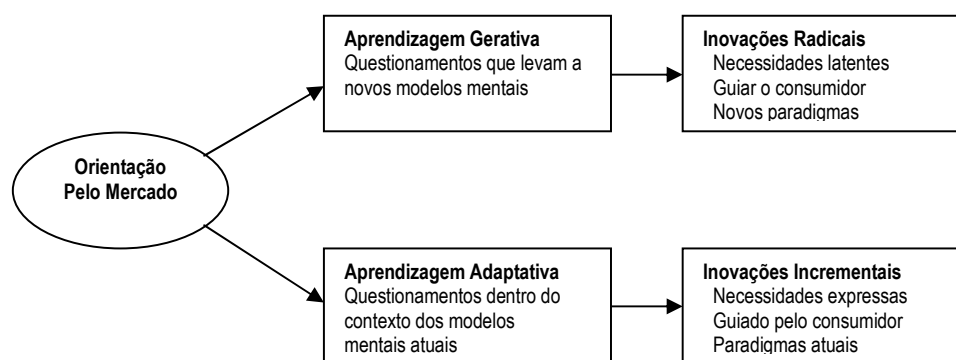 Orientação
Pelo Mercado
Aprendizagem Gerativa
Questionamentos que levam a
novos modelos mentais
Inovações Radicais
Necessidades latentes
Guiar o consumidor
Novos paradigmas
Aprendizagem Adaptativa
Questionamentos dentro do
contexto dos modelos
mentais atuais
Inovações Incrementais
Necessidades expressas
Guiado pelo consumidor
Paradigmas atuais